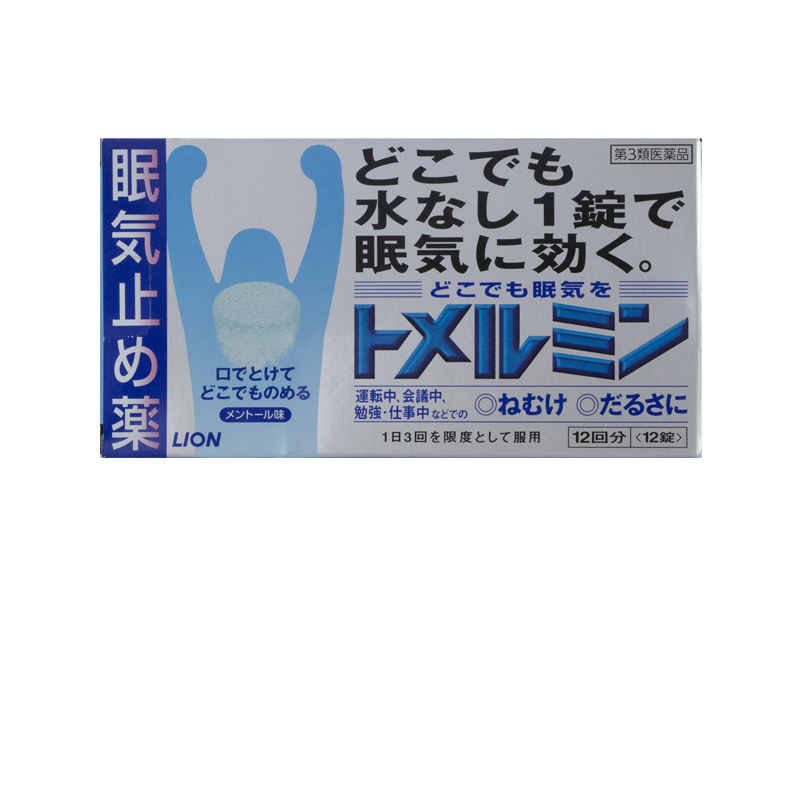 眠気止め薬
どこでも
水なし1錠で
眠気に効く。
第3類医薬品
どこでも眠気を
トメルミン
口でとけて
どこでものめる
メントール味
運転中、会議中、
勉強・仕事中などでの
◎ねむけ ◎だるさに
LION
1日3回を限度として服用
12回分 〈12錠〉